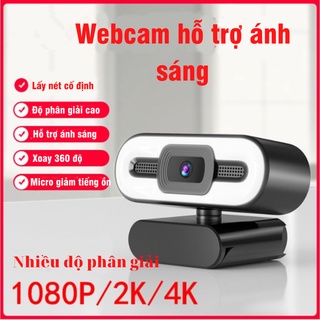 Webcam hỗ trợ ánh
sáng
Lấy nét cố định
Độ phân giải cao
Hỗ trợ ánh sáng
Xoay 360 độ
Micro giảm tiếng ồn
Nhiều độ phân giải
1080P/2K/4K